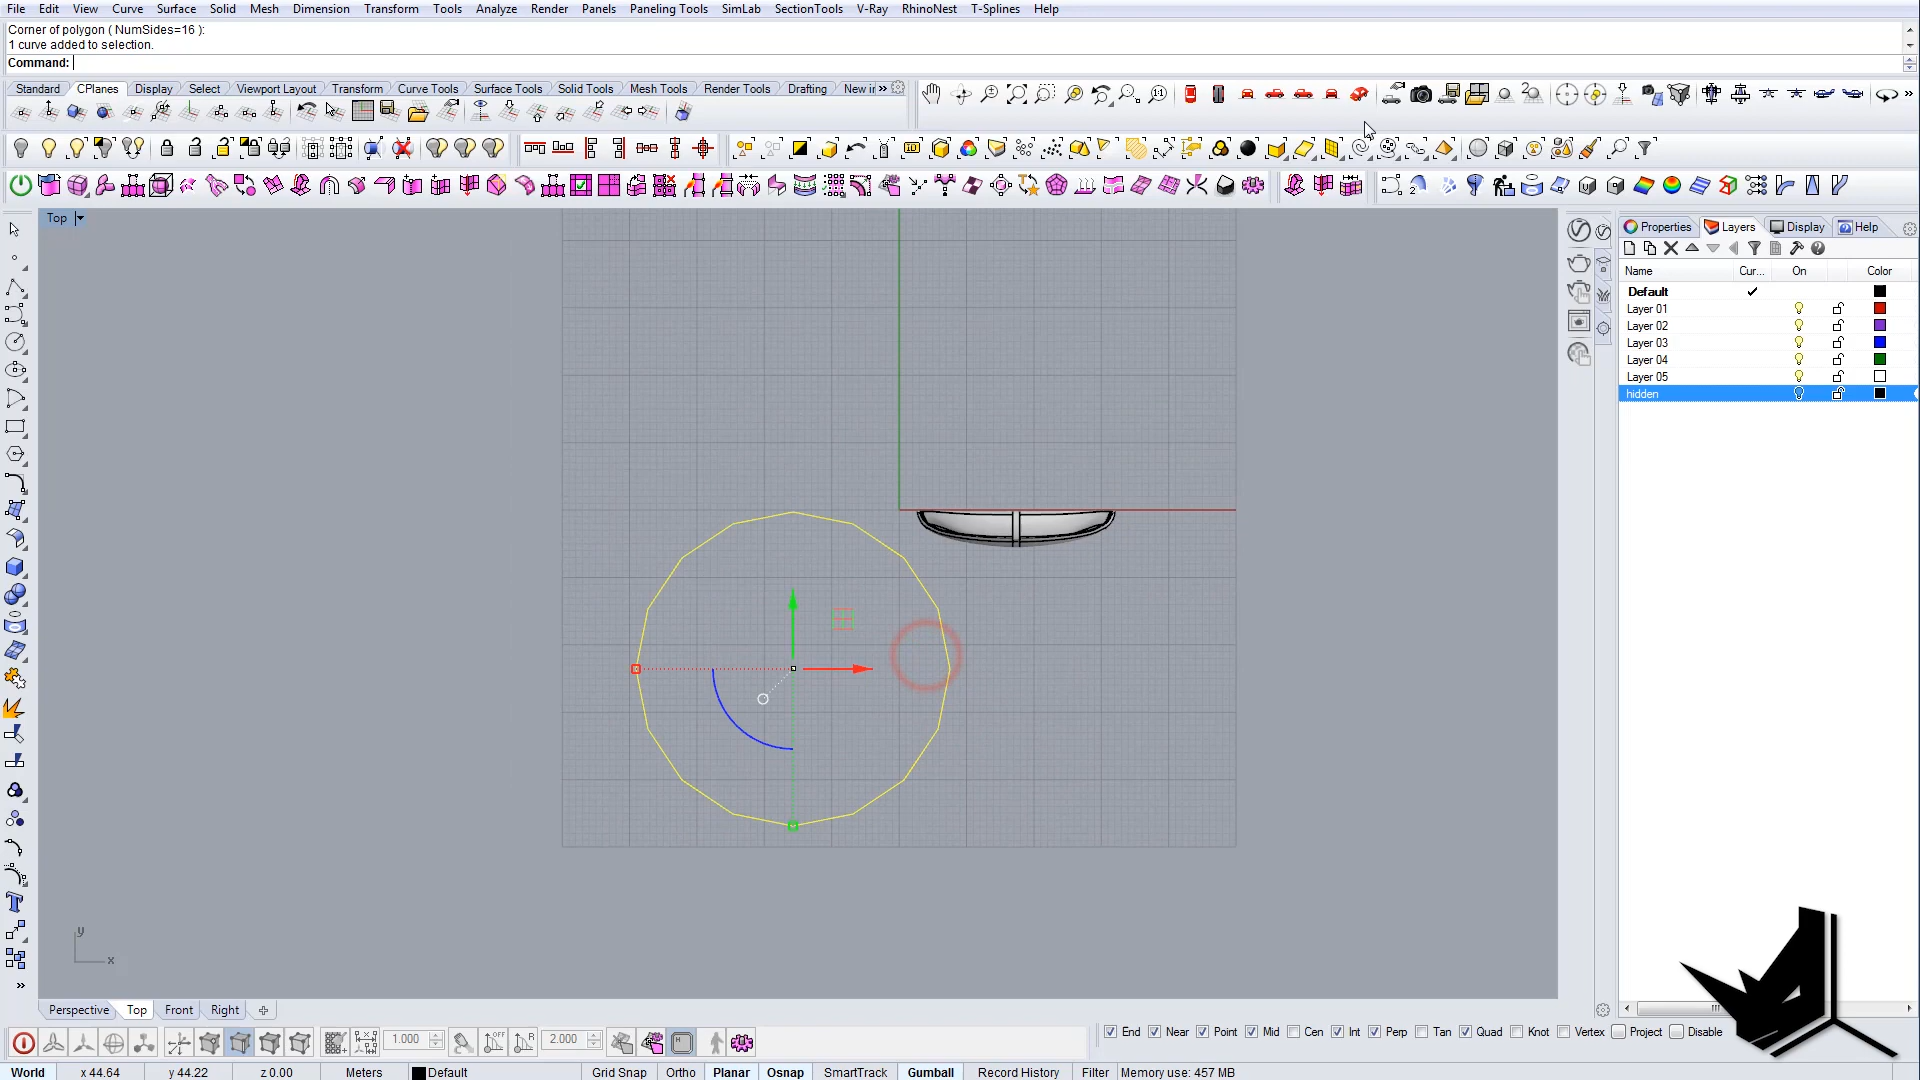 File Edit View Curve Surface Solid Mesh Dimension Transform Tools Analyze Render Panels Paneling Tools SimLab SectionTools V-Ray RhinoNest T-Splines Help
Corner of polygon ( NumSides=16 ):
1 curve added to selection.
Command:
Standard CPlanes Display Select Viewport Layout Transform Curve Tools Surface Tools Solid Tools Mesh Tools Render Tools Drafting New in
Top
Properties Layers Display Help
Name Cur... On Color
Default
Layer 01
Layer 02
Layer 03
Layer 04
Layer 05
hidden
y
x
Perspective Top Front Right
1.000 2.000
End Near Point Mid Cen Int Perp Tan Quad Knot Vertex Project Disable
World x 44.64 y 44.22 z 0.00 Meters Default Grid Snap Ortho Planar Osnap SmartTrack Gumball Record History Filter Memory use: 457 MB